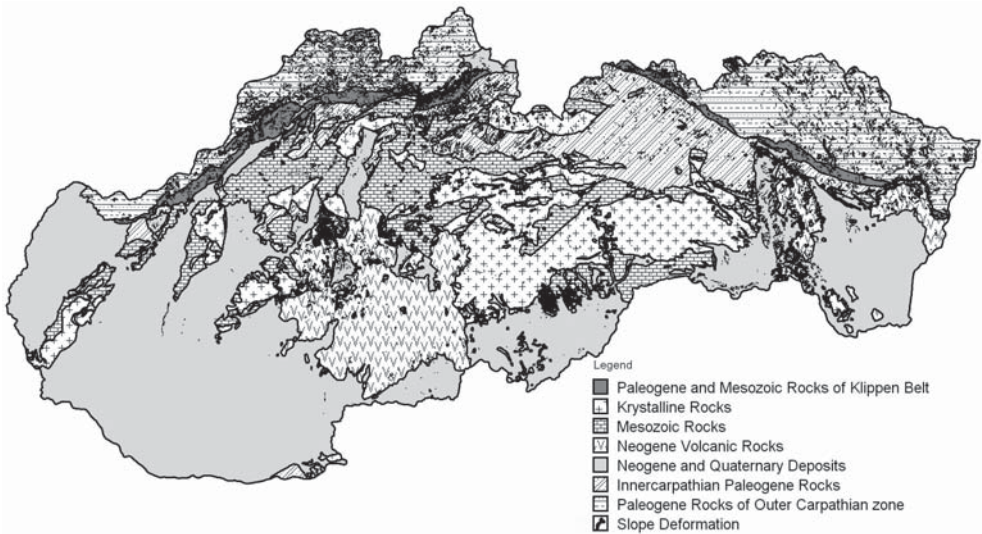 Legend
Paleogene and Mesozoic Rocks of Klippen Belt
Krystalline Rocks
Mesozoic Rocks
Neogene Volcanic Rocks
Neogene and Quaternary Deposits
Innercarpathian Paleogene Rocks
Paleogene Rocks of Outer Carpathian zone
Slope Deformation